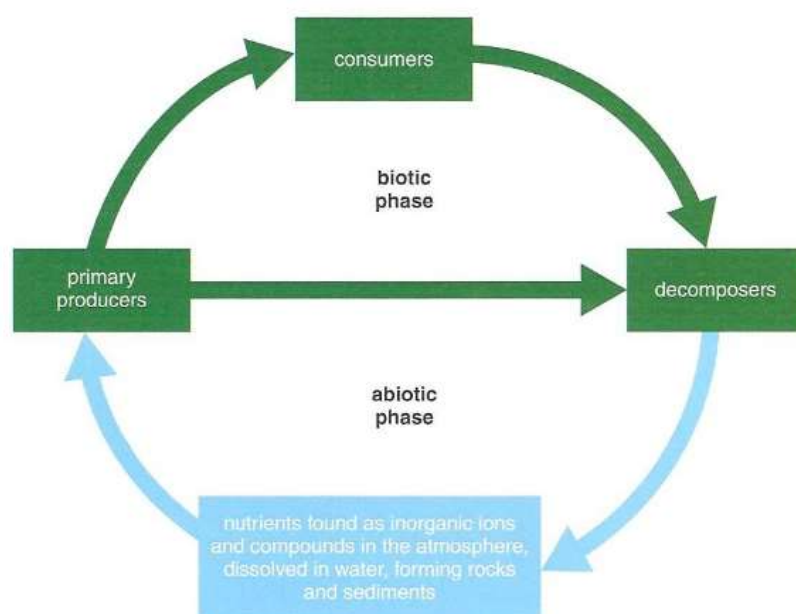 consumers
biotic
phase
primary
producers
decomposers
abiotic
phase
nutrients found as inorganic ions
and compounds in the atmosphere,
dissolved in water, forming rocks
and sediments